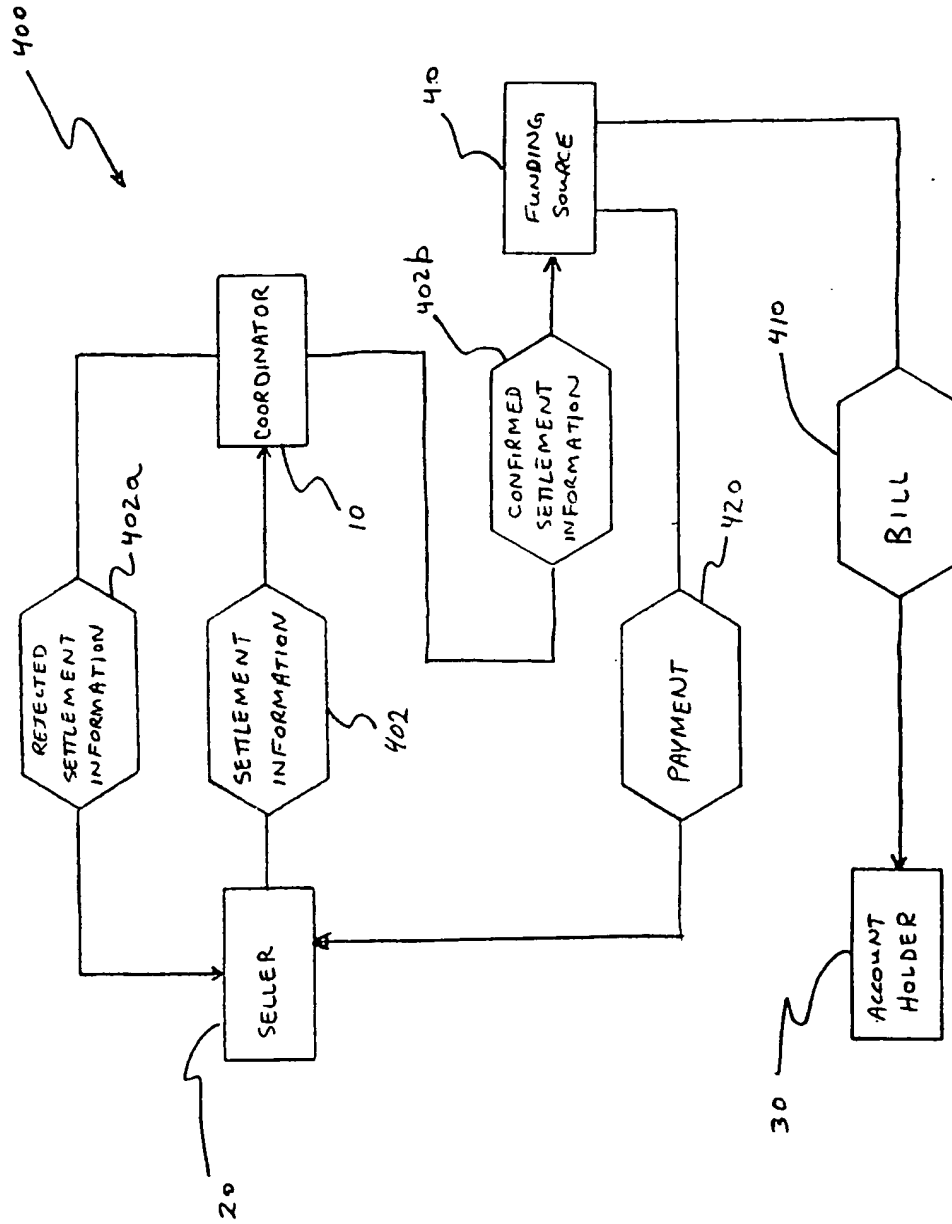 400
REJECTED
SETTLEMENT
INFORMATION
402a
20
SELLER
SETTLEMENT
INFORMATION
402
COORDINATOR
10
402b
CONFIRMED
SETTLEMENT
INFORMATION
40
FUNDING
SOURCE
PAYMENT
420
30
ACCOUNT
HOLDER
BILL
410